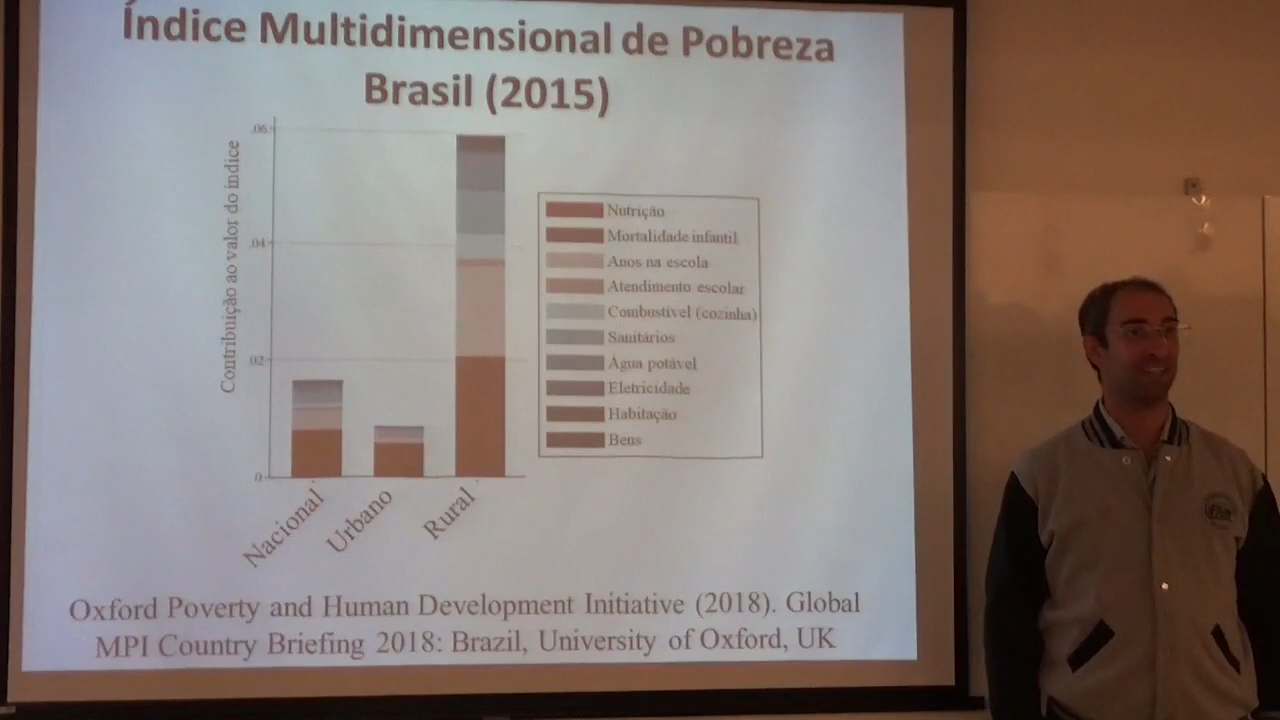 Índice Multidimensional de Pobreza
Brasil (2015)
Contribuição ao valor do índice
.06
.04
.02
0
Nacional
Urbano
Rural
Nutrição
Mortalidade infantil
Anos na escola
Atendimento escolar
Combustível (cozinha)
Sanitários
Água potável
Eletricidade
Habitação
Bens
Oxford Poverty and Human Development Initiative (2018). Global
MPI Country Briefing 2018: Brazil, University of Oxford, UK